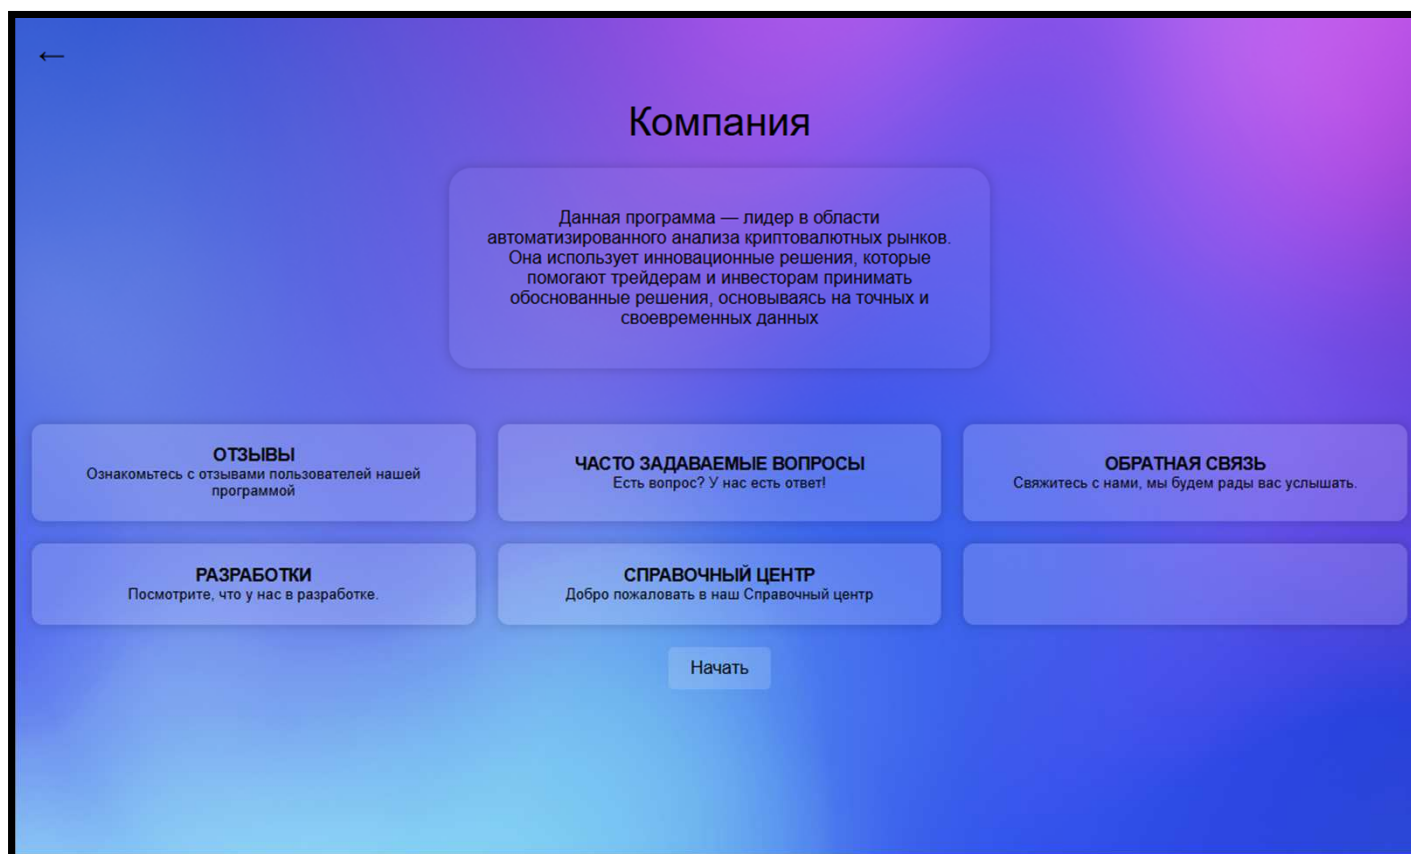 ←
Компания
Данная программа — лидер в области
автоматизированного анализа криптовалютных рынков.
Она использует инновационные решения, которые
помогают трейдерам и инвесторам принимать
обоснованные решения, основываясь на точных и
своевременных данных
ОТЗЫВЫ
Ознакомьтесь с отзывами пользователей нашей
программой
ЧАСТО ЗАДАВАЕМЫЕ ВОПРОСЫ
Есть вопрос? У нас есть ответ!
ОБРАТНАЯ СВЯЗЬ
Свяжитесь с нами, мы будем рады вас услышать.
РАЗРАБОТКИ
Посмотрите, что у нас в разработке.
СПРАВОЧНЫЙ ЦЕНТР
Добро пожаловать в наш Справочный центр
Начать